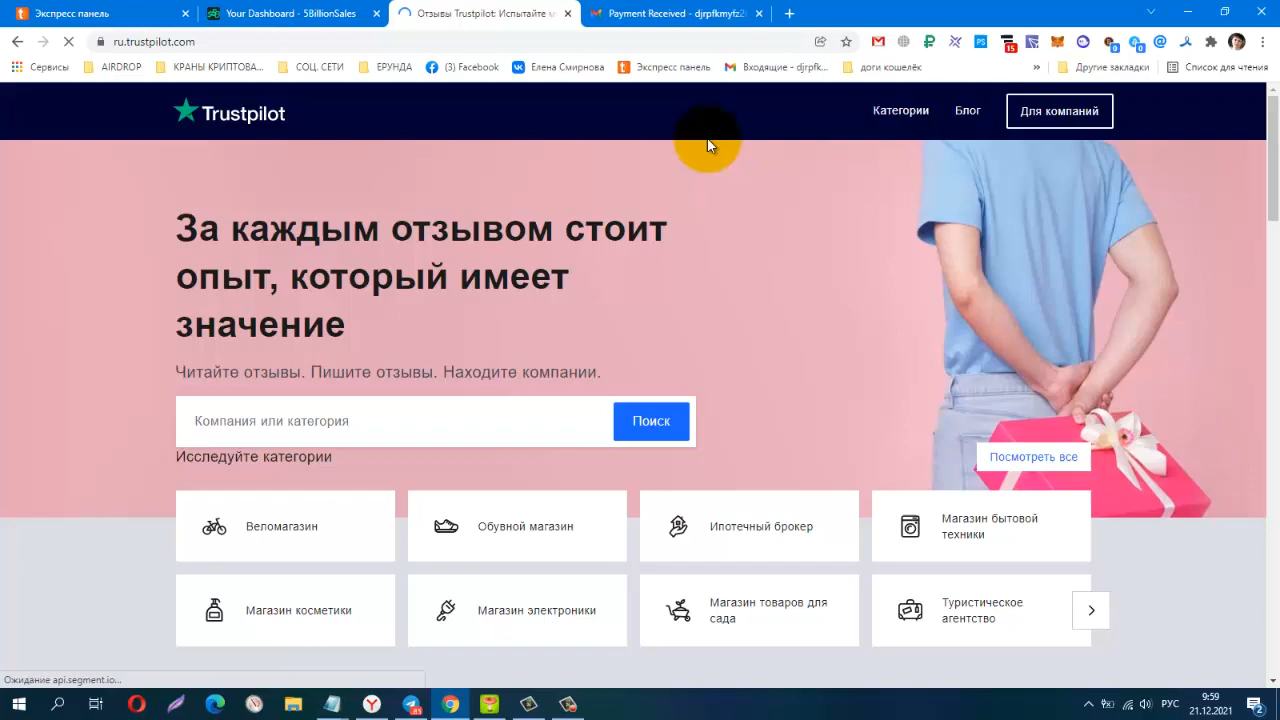 Экспресс панель
Your Dashboard - 5BillionSales
Отзывы Trustpilot: Испытайте м
Payment Received - djrpfkmyfz2
ru.trustpilot.com
15
0
0
Сервисы
AIRDROP
КРАНЫ КРИПТОВА...
СОЦ. СЕТИ
ЕРУНДА
(3) Facebook
Елена Смирнова
Экспресс панель
Входящие - djrpfk...
доги кошелёк
»
Другие закладки
Список для чтения
Trustpilot
Категории
Блог
Для компаний
За каждым отзывом стоит
опыт, который имеет
значение
Читайте отзывы. Пишите отзывы. Находите компании.
Компания или категория
Поиск
Исследуйте категории
Посмотреть все
Веломагазин
Обувной магазин
Ипотечный брокер
Магазин бытовой
техники
Магазин косметики
Магазин электроники
Магазин товаров для
сада
Туристическое
агентство
Ожидание api.segment.io...
РУС
9:59
21.12.2021
2